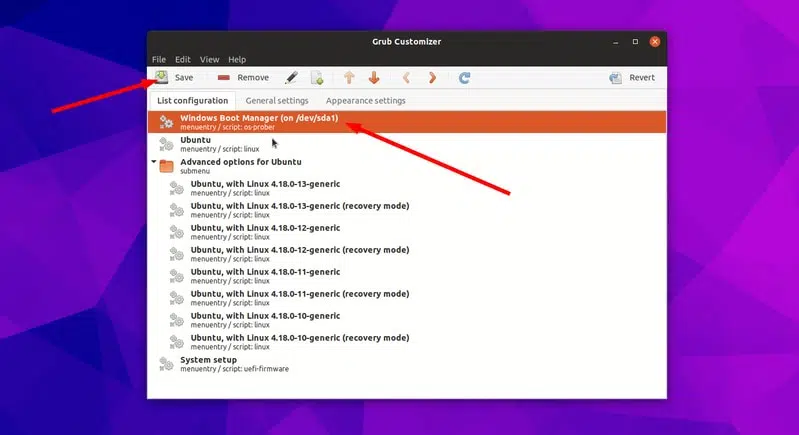 Grub Customizer
File Edit View Help
Save Remove Revert
List configuration General settings Appearance settings
Windows Boot Manager (on /dev/sda1)
menuentry / script: os-prober
Ubuntu
menuentry / script: linux
Advanced options for Ubuntu
submenu
Ubuntu, with Linux 4.18.0-13-generic
menuentry / script: linux
Ubuntu, with Linux 4.18.0-13-generic (recovery mode)
menuentry / script: linux
Ubuntu, with Linux 4.18.0-12-generic
menuentry / script: linux
Ubuntu, with Linux 4.18.0-12-generic (recovery mode)
menuentry / script: linux
Ubuntu, with Linux 4.18.0-11-generic
menuentry / script: linux
Ubuntu, with Linux 4.18.0-11-generic (recovery mode)
menuentry / script: linux
Ubuntu, with Linux 4.18.0-10-generic
menuentry / script: linux
Ubuntu, with Linux 4.18.0-10-generic (recovery mode)
menuentry / script: linux
System setup
menuentry / script: uefi-firmware